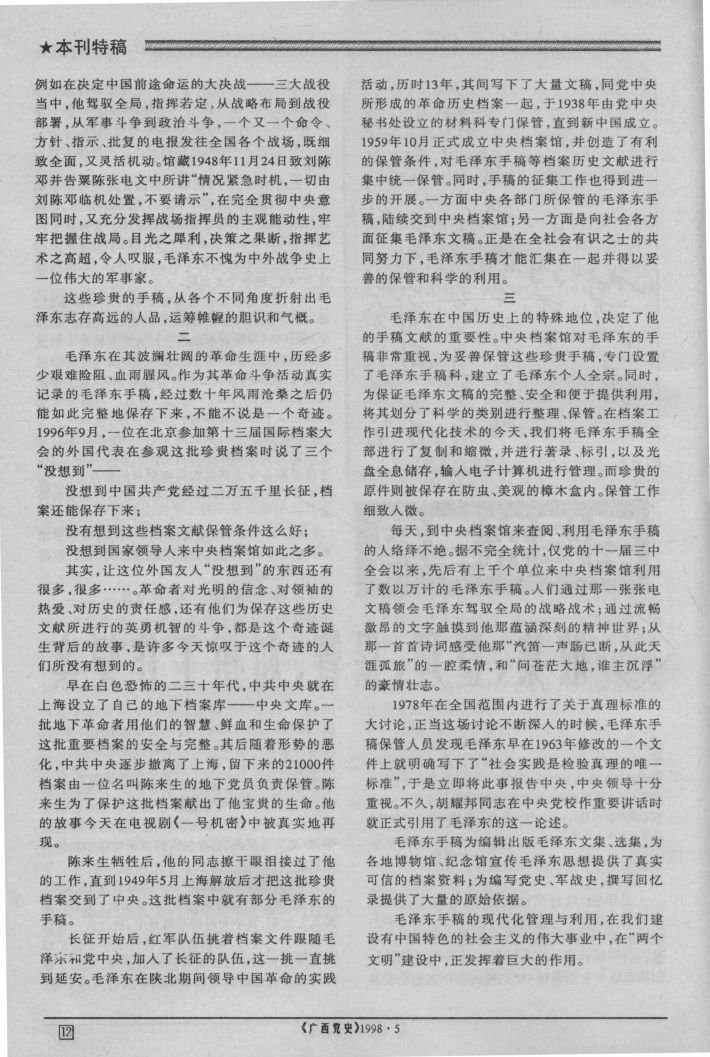 ★本刊特稿
例如在决定中国前途命运的大决战——三大战役
当中,他驾驭全局,指挥若定,从战略布局到战役
部署,从军事斗争到政治斗争,一个又一个命令、
方针、指示、批复的电报发往全国各个战场,既细
致全面,又灵活机动。馆藏1948年11月24日致刘陈
邓并告粟陈张电文中所讲“情况紧急时机,一切由
刘陈邓临机处置,不要请示”,在完全贯彻中央意
图同时,又充分发挥战场指挥员的主观能动性,牢
牢把握住战局。目光之犀利,决策之果断,指挥艺
术之高超,令人叹服,毛泽东不愧为中外战争史上
一位伟大的军事家。
这些珍贵的手稿,从各个不同角度折射出毛
泽东志存高远的人品,运筹帷幄的胆识和气概。
二
毛泽东在其波澜壮阔的革命生涯中,历经多
少艰难险阻、血雨腥风。作为其革命斗争活动真实
记录的毛泽东手稿,经过数十年风雨沧桑之后仍
能如此完整地保存下来,不能不说是一个奇迹。
1996年9月,一位在北京参加第十三届国际档案大
会的外国代表在参观这批珍贵档案时说了三个
“没想到”——
没想到中国共产党经过二万五千里长征,档
案还能保存下来;
没有想到这些档案文献保管条件这么好;
没想到国家领导人来中央档案馆如此之多。
其实,让这位外国友人“没想到”的东西还有
很多,很多……。革命者对光明的信念、对领袖的
热爱、对历史的责任感,还有他们为保存这些历史
文献所进行的英勇机智的斗争,都是这个奇迹诞
生背后的故事,是许多今天惊叹于这个奇迹的人
们所没有想到的。
早在白色恐怖的二三十年代,中共中央就在
上海设立了自己的地下档案库——中央文库。一
批地下革命者用他们的智慧、鲜血和生命保护了
这批重要档案的安全与完整。其后随着形势的恶
化,中共中央逐步撤离了上海,留下来的21000件
档案由一位名叫陈来生的地下党员负责保管。陈
来生为了保护这批档案献出了他宝贵的生命。他
的故事今天在电视剧《一号机密》中被真实地再
现。
陈来生牺牲后,他的同志擦干眼泪接过了他
的工作,直到1949年5月上海解放后才把这批珍贵
档案交到了中央。这批档案中就有部分毛泽东的
手稿。
长征开始后,红军队伍挑着档案文件跟随毛
泽东和党中央,加入了长征的队伍,这一挑一直挑
到延安。毛泽东在陕北期间领导中国革命的实践
活动,历时13年,其间写下了大量文稿,同党中央
所形成的革命历史档案一起,于1938年由党中央
秘书处设立的材料科专门保管,直到新中国成立。
1959年10月正式成立中央档案馆,并创造了有利
的保管条件,对毛泽东手稿等档案历史文献进行
集中统一保管。同时,手稿的征集工作也得到进一
步的开展。一方面中央各部门所保管的毛泽东手
稿,陆续交到中央档案馆;另一方面是向社会各方
面征集毛泽东文稿。正是在全社会有识之士的共
同努力下,毛泽东手稿才能汇集在一起并得以妥
善的保管和科学的利用。
三
毛泽东在中国历史上的特殊地位,决定了他
的手稿文献的重要性。中央档案馆对毛泽东的手
稿非常重视,为妥善保管这些珍贵手稿,专门设置
了毛泽东手稿科,建立了毛泽东个人全宗。同时,
为保证毛泽东文稿的完整、安全和便于提供利用,
将其划分了科学的类别进行整理、保管。在档案工
作引进现代化技术的今天,我们将毛泽东手稿全
部进行了复制和缩微,并进行著录、标引,以及光
盘全息储存,输入电子计算机进行管理。而珍贵的
原件则被保存在防虫、美观的樟木盒内。保管工作
细致入微。
每天,到中央档案馆来查阅、利用毛泽东手稿
的人络绎不绝。据不完全统计,仅党的十一届三中
全会以来,先后有上千个单位来中央档案馆利用
了数以万计的毛泽东手稿。人们通过那一张张电
文稿领会毛泽东驾驭全局的战略战术;通过流畅
激昂的文字触摸到他那蕴涵深刻的精神世界;从
那一首首诗词感受他那“汽笛一声肠已断,从此天
涯孤旅”的一腔柔情,和“问苍茫大地,谁主沉浮”
的豪情壮志。
1978年在全国范围内进行了关于真理标准的
大讨论,正当这场讨论不断深入的时候,毛泽东手
稿保管人员发现毛泽东早在1963年修改的一个文
件上就明确写下了“社会实践是检验真理的唯一
标准”,于是立即将此事报告中央,中央领导十分
重视。不久,胡耀邦同志在中央党校作重要讲话时
就正式引用了毛泽东的这一论述。
毛泽东手稿为编辑出版毛泽东文集、选集,为
各地博物馆、纪念馆宣传毛泽东思想提供了真实
可信的档案资料;为编写党史、军战史,撰写回忆
录提供了大量的原始依据。
毛泽东手稿的现代化管理与利用,在我们建
设有中国特色的社会主义的伟大事业中,在“两个
文明”建设中,正发挥着巨大的作用。
12
《广西党史》1998·5